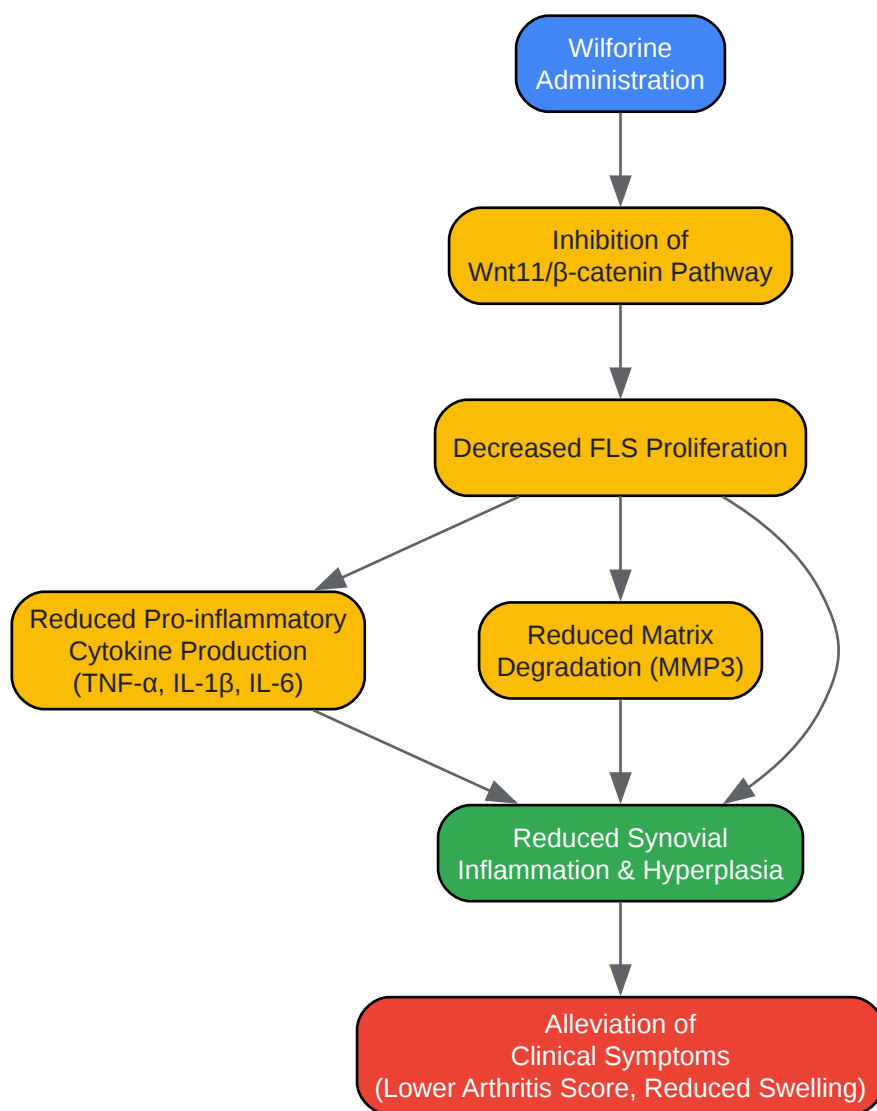 Wilforine
Administration
Inhibition of
Wnt11/β-catenin Pathway
Decreased FLS Proliferation
Reduced Pro-inflammatory
Cytokine Production
(TNF-α, IL-1β, IL-6)
Reduced Matrix
Degradation (MMP3)
Reduced Synovial
Inflammation & Hyperplasia
Alleviation of
Clinical Symptoms
(Lower Arthritis Score, Reduced Swelling)